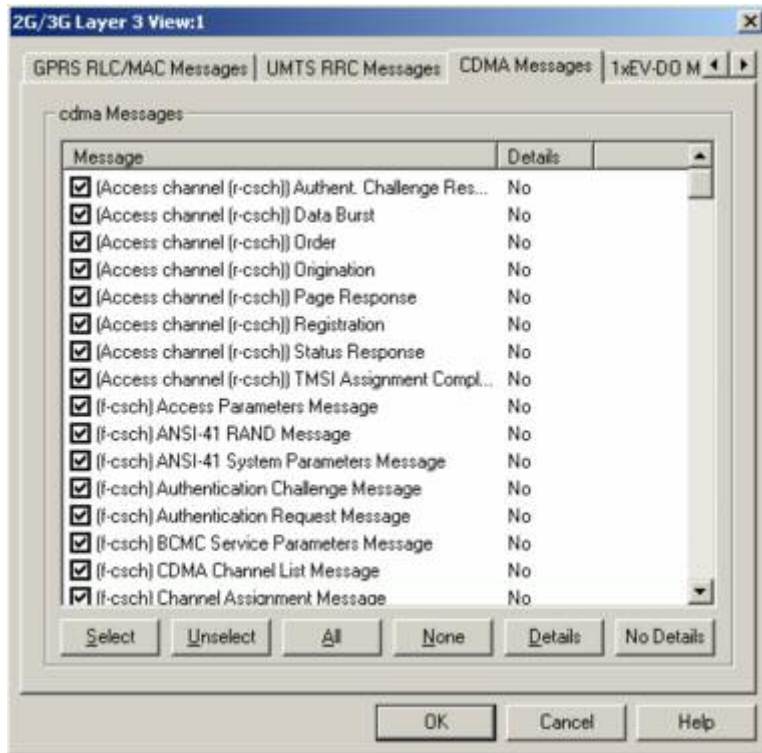 2G/3G Layer 3 View:1
GPRS RLC/MAC Messages UMTS RRC Messages CDMA Messages 1xEV-DO M
cdma Messages
Message Details
(Access channel (r-csch)) Authent. Challenge Res... No
(Access channel (r-csch)) Data Burst No
(Access channel (r-csch)) Order No
(Access channel (r-csch)) Origination No
(Access channel (r-csch)) Page Response No
(Access channel (r-csch)) Registration No
(Access channel (r-csch)) Status Response No
(Access channel (r-csch)) TMSI Assignment Compl... No
(f-csch) Access Parameters Message No
(f-csch) ANSI-41 RAND Message No
(f-csch) ANSI-41 System Parameters Message No
(f-csch) Authentication Challenge Message No
(f-csch) Authentication Request Message No
(f-csch) BCMC Service Parameters Message No
(f-csch) CDMA Channel List Message No
(f-csch) Channel Assignment Message No
Select Unselect All None Details No Details
OK Cancel Help